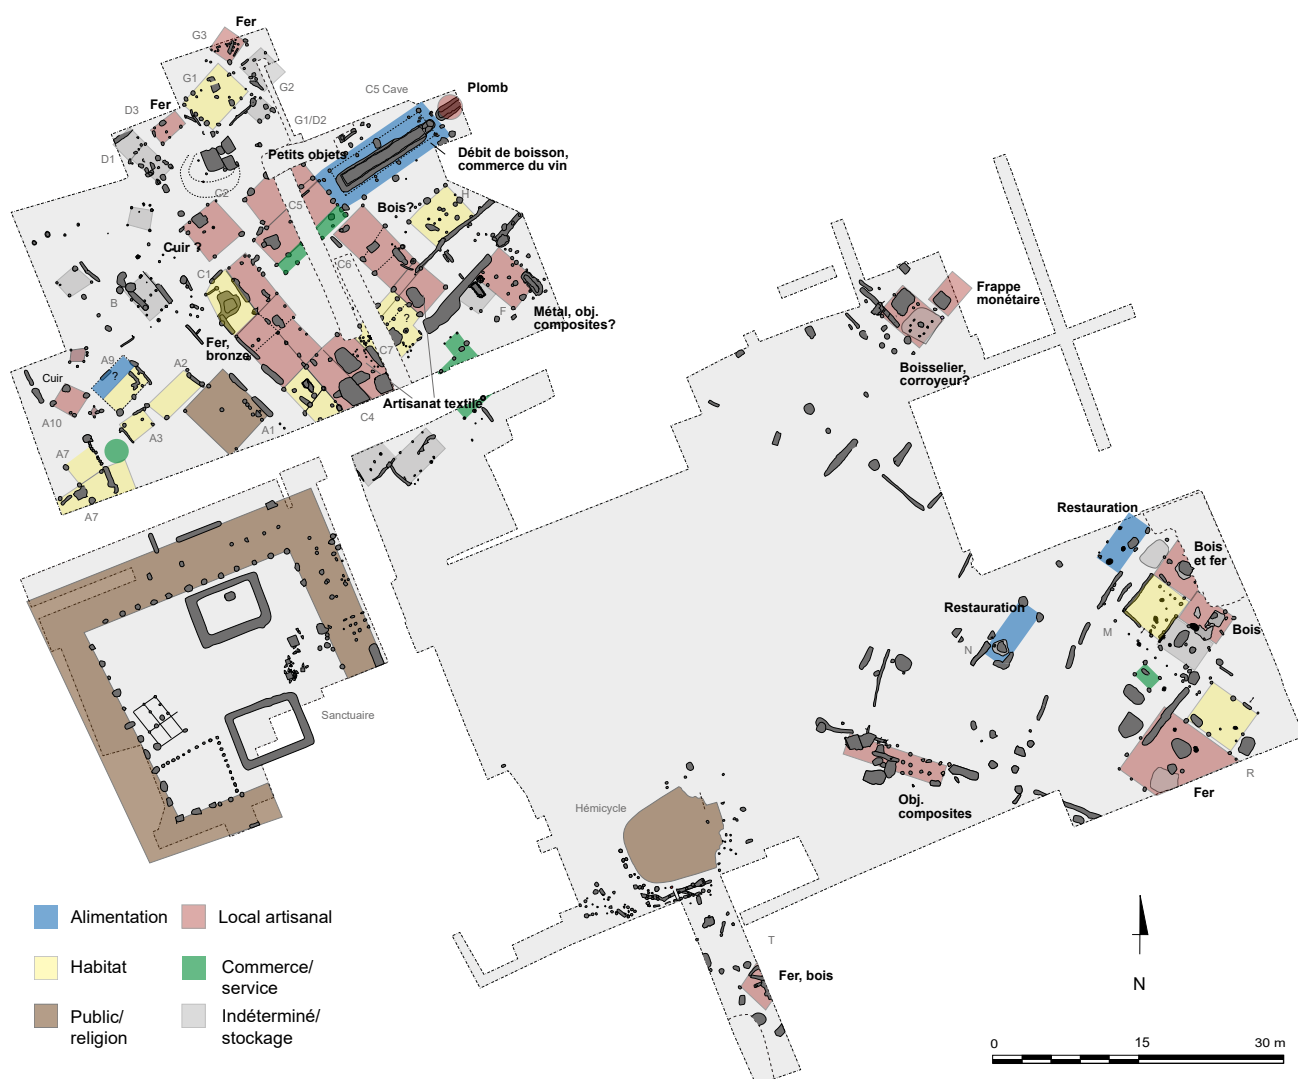 Fer
G3
G1
G2
Fer
D3
G1/D2
D1
C5 Cave
Plomb
Petits objets
Débit de boisson,
commerce du vin
C2
C5
Bois?
H
Cuir ?
C1
C6
B
F
Métal, obj.
composites?
?
Fer,
bronze
C7
Cuir
A9
?
A2
A10
A3
A1
C4
Artisanat textile
A7
A7
Frappe
monétaire
Boisselier,
corroyeur?
Restauration
Bois
et fer
Restauration
Bois
M
N
Sanctuaire
R
Fer
Obj.
composites
Hémicycle
T
Fer, bois
Alimentation
Local artisanal
Habitat
Commerce/
service
Public/
religion
Indéterminé/
stockage
N
0 15 30 m